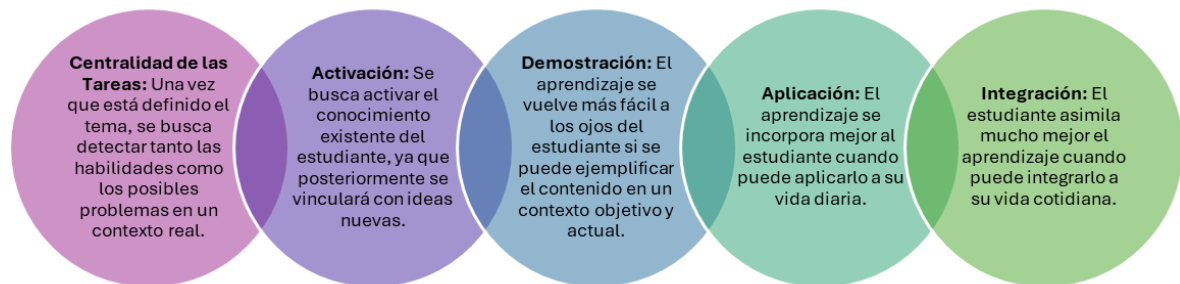 Centralidad de las
Tareas: Una vez
que está definido el
tema, se busca
detectar tanto las
habilidades como
los posibles
problemas en un
contexto real.
Activación: Se
busca activar el
conocimiento
existente del
estudiante, ya que
posteriormente se
vinculará con ideas
nuevas.
Demostración: El
aprendizaje se
vuelve más fácil a
los ojos del
estudiante si se
puede ejemplificar
el contenido en un
contexto objetivo y
actual.
Aplicación: El
aprendizaje se
incorpora mejor al
estudiante cuando
puede aplicarlo a su
vida diaria.
Integración: El
estudiante asimila
mucho mejor el
aprendizaje cuando
puede integrarlo a
su vida cotidiana.